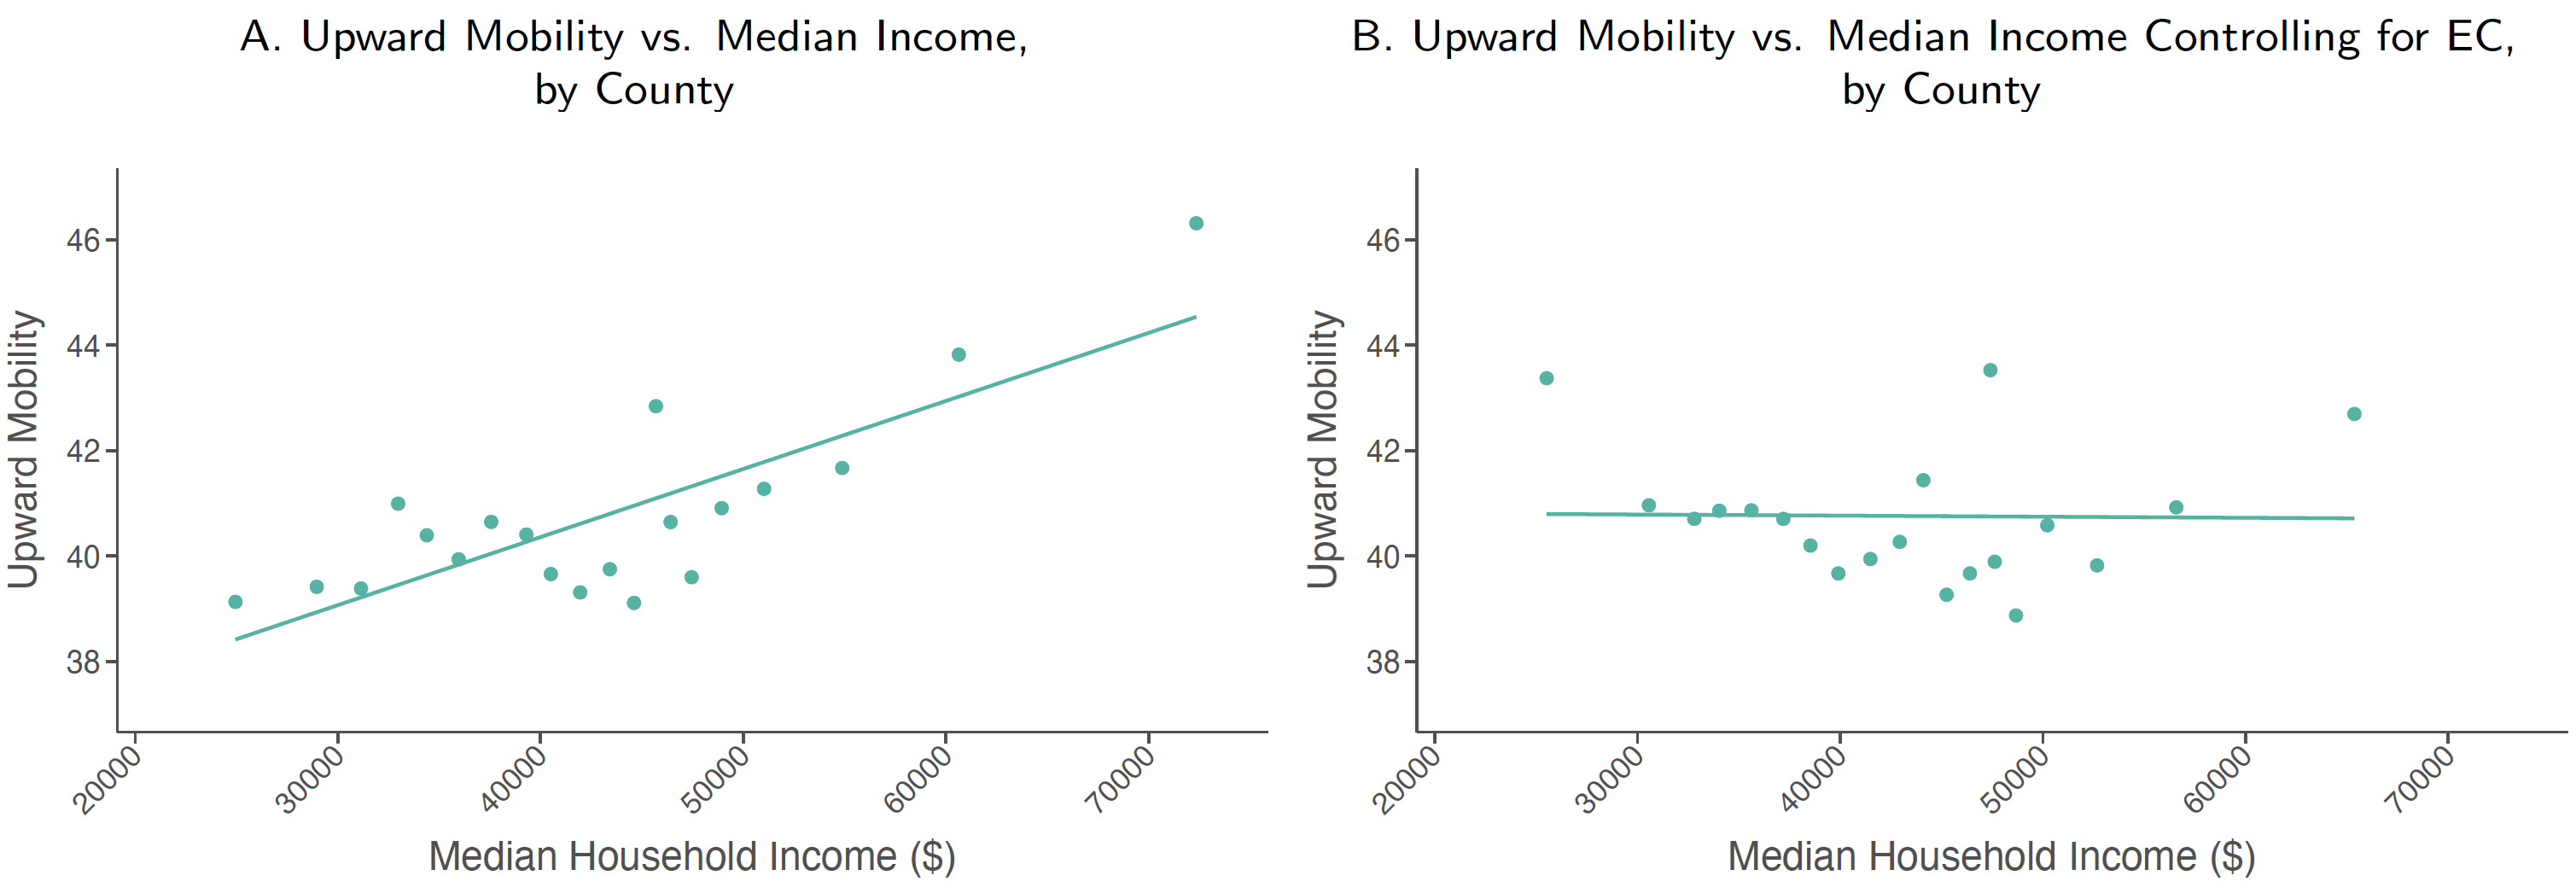 A. Upward Mobility vs. Median Income,
by County
Upward Mobility
46
44
42
40
38
20000
30000
40000
50000
60000
70000
Median Household Income ($)
B. Upward Mobility vs. Median Income Controlling for EC,
by County
Upward Mobility
46
44
42
40
38
20000
30000
40000
50000
60000
70000
Median Household Income ($)